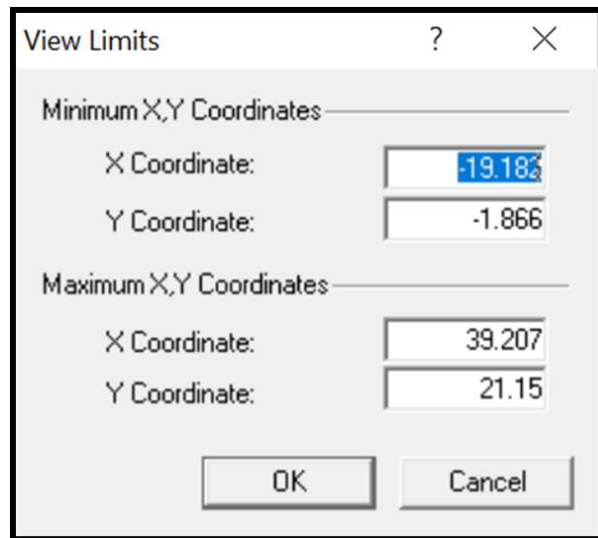 View Limits ? ×
Minimum X,Y Coordinates
X Coordinate: -19.182
Y Coordinate: -1.866
Maximum X,Y Coordinates
X Coordinate: 39.207
Y Coordinate: 21.15
OK Cancel